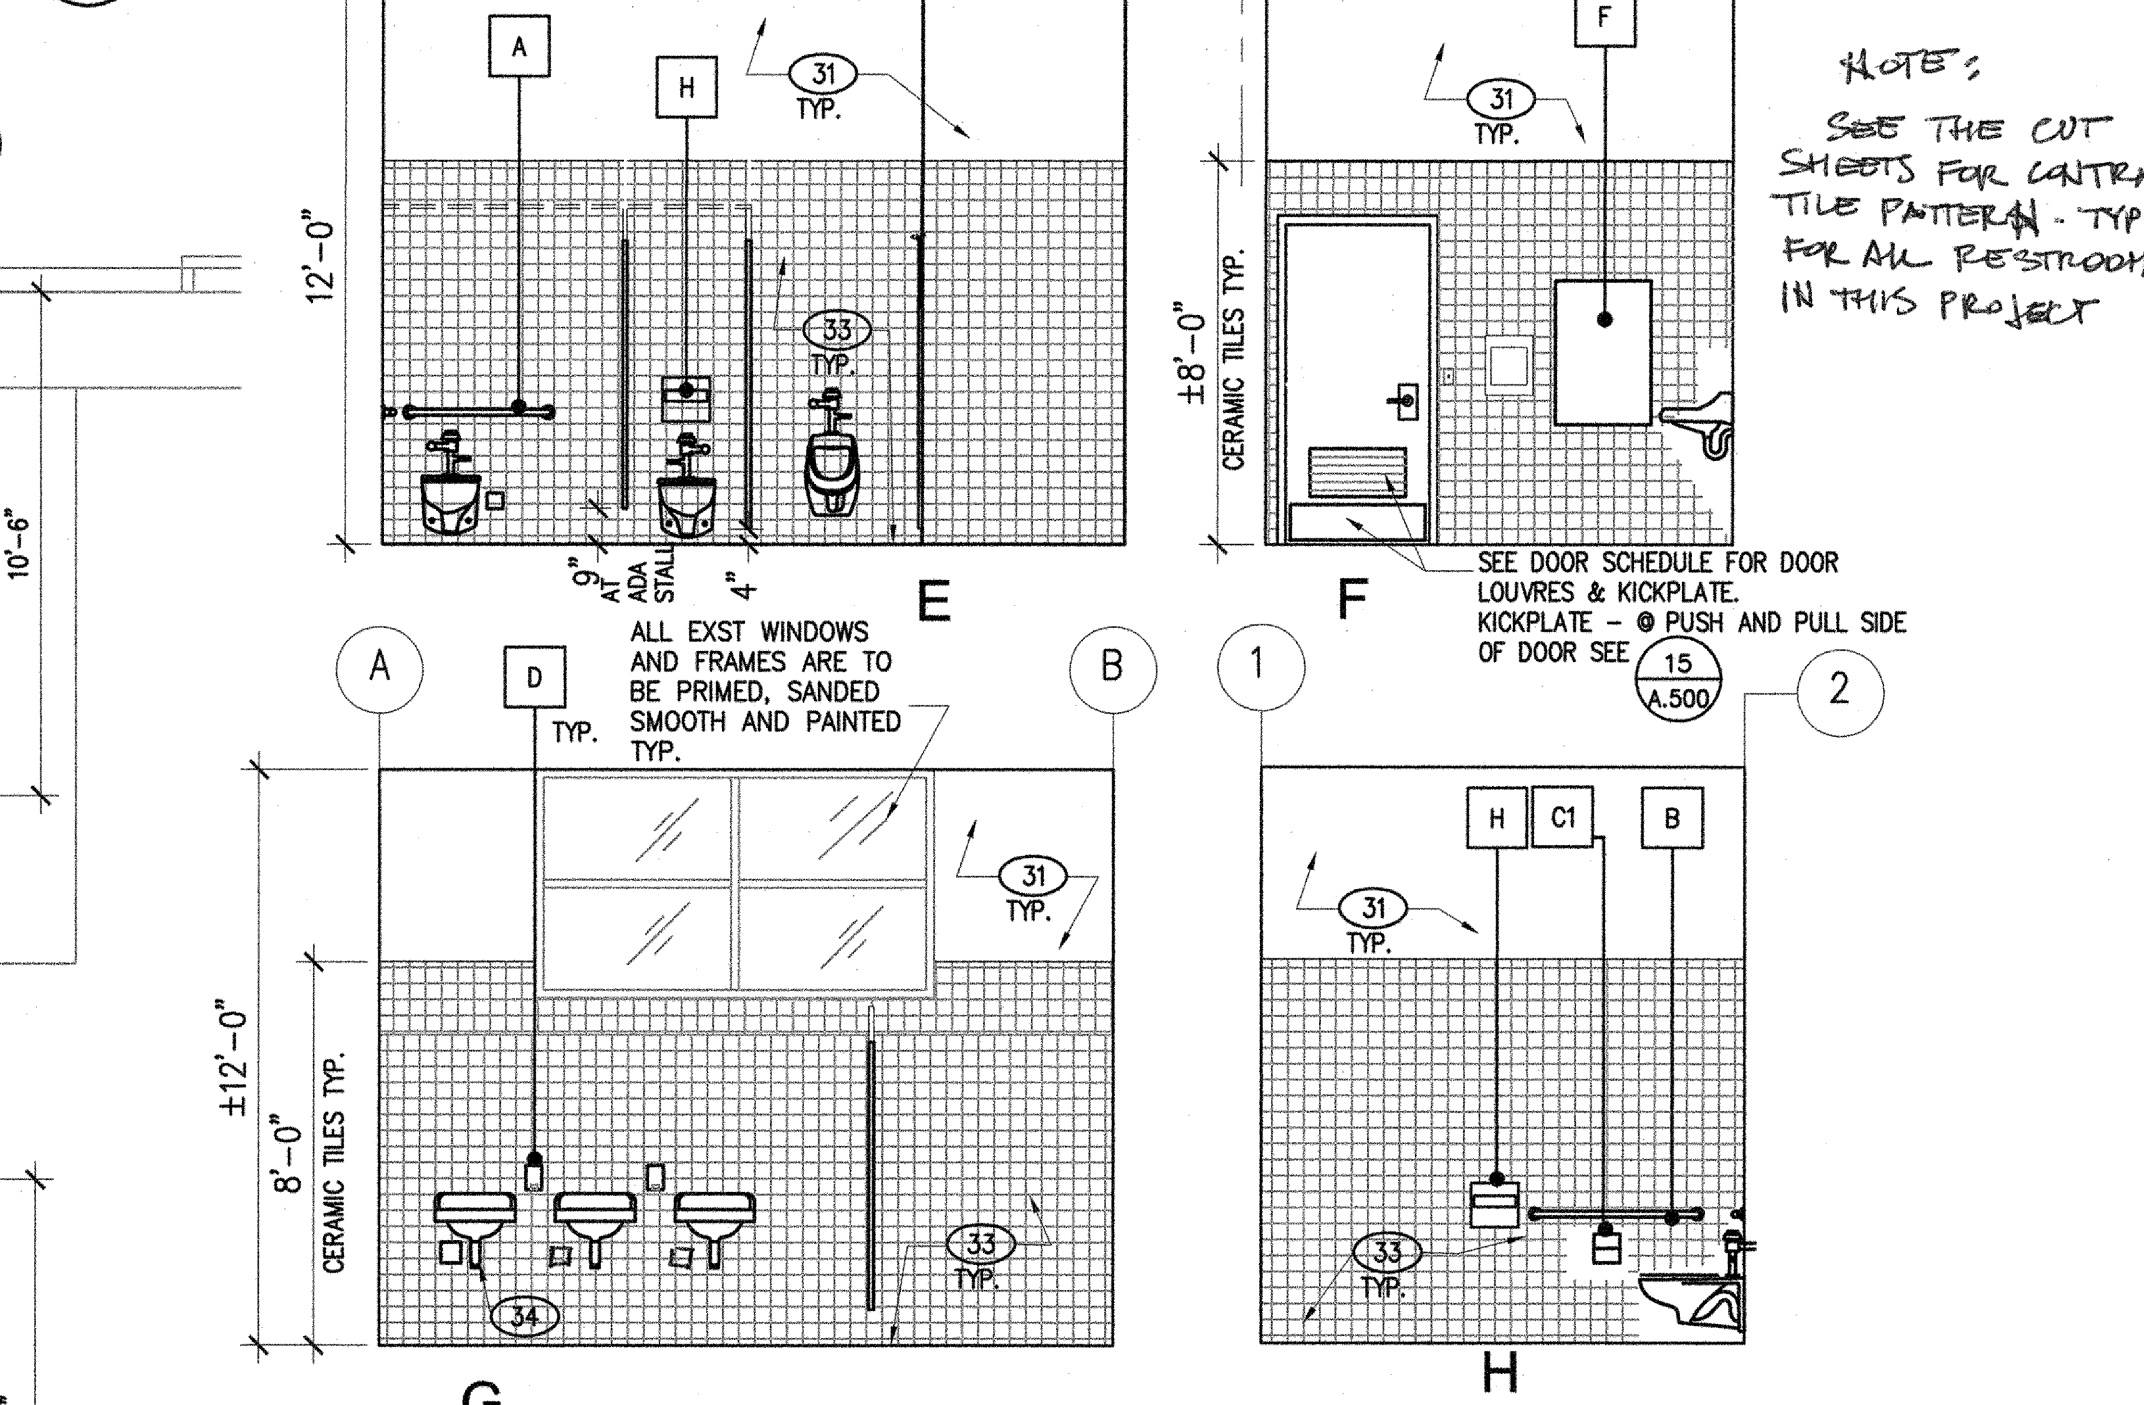 A
H
31
TYP.
F
31
TYP.
NOTE:
SEE THE CUT
SHEETS FOR
TILE PATTERN - TYP
FOR ALL
IN THIS PROJECT
12'-0"
10'-6"
33
TYP.
±8'-0"
CERAMIC TILES TYP.
9"
AT
ADA
STALL
4"
E
F
SEE DOOR SCHEDULE FOR DOOR
LOUVRES & KICKPLATE.
KICKPLATE - @ PUSH AND PULL SIDE
OF DOOR SEE
15
A.500
A
D
TYP.
ALL EXST WINDOWS
AND FRAMES ARE TO
BE PRIMED, SANDED
SMOOTH AND PAINTED
TYP.
B
1
2
±12'-0"
8'-0"
CERAMIC TILES TYP.
31
TYP.
33
TYP.
34
G
H C1 B
31
TYP.
33
TYP.
H